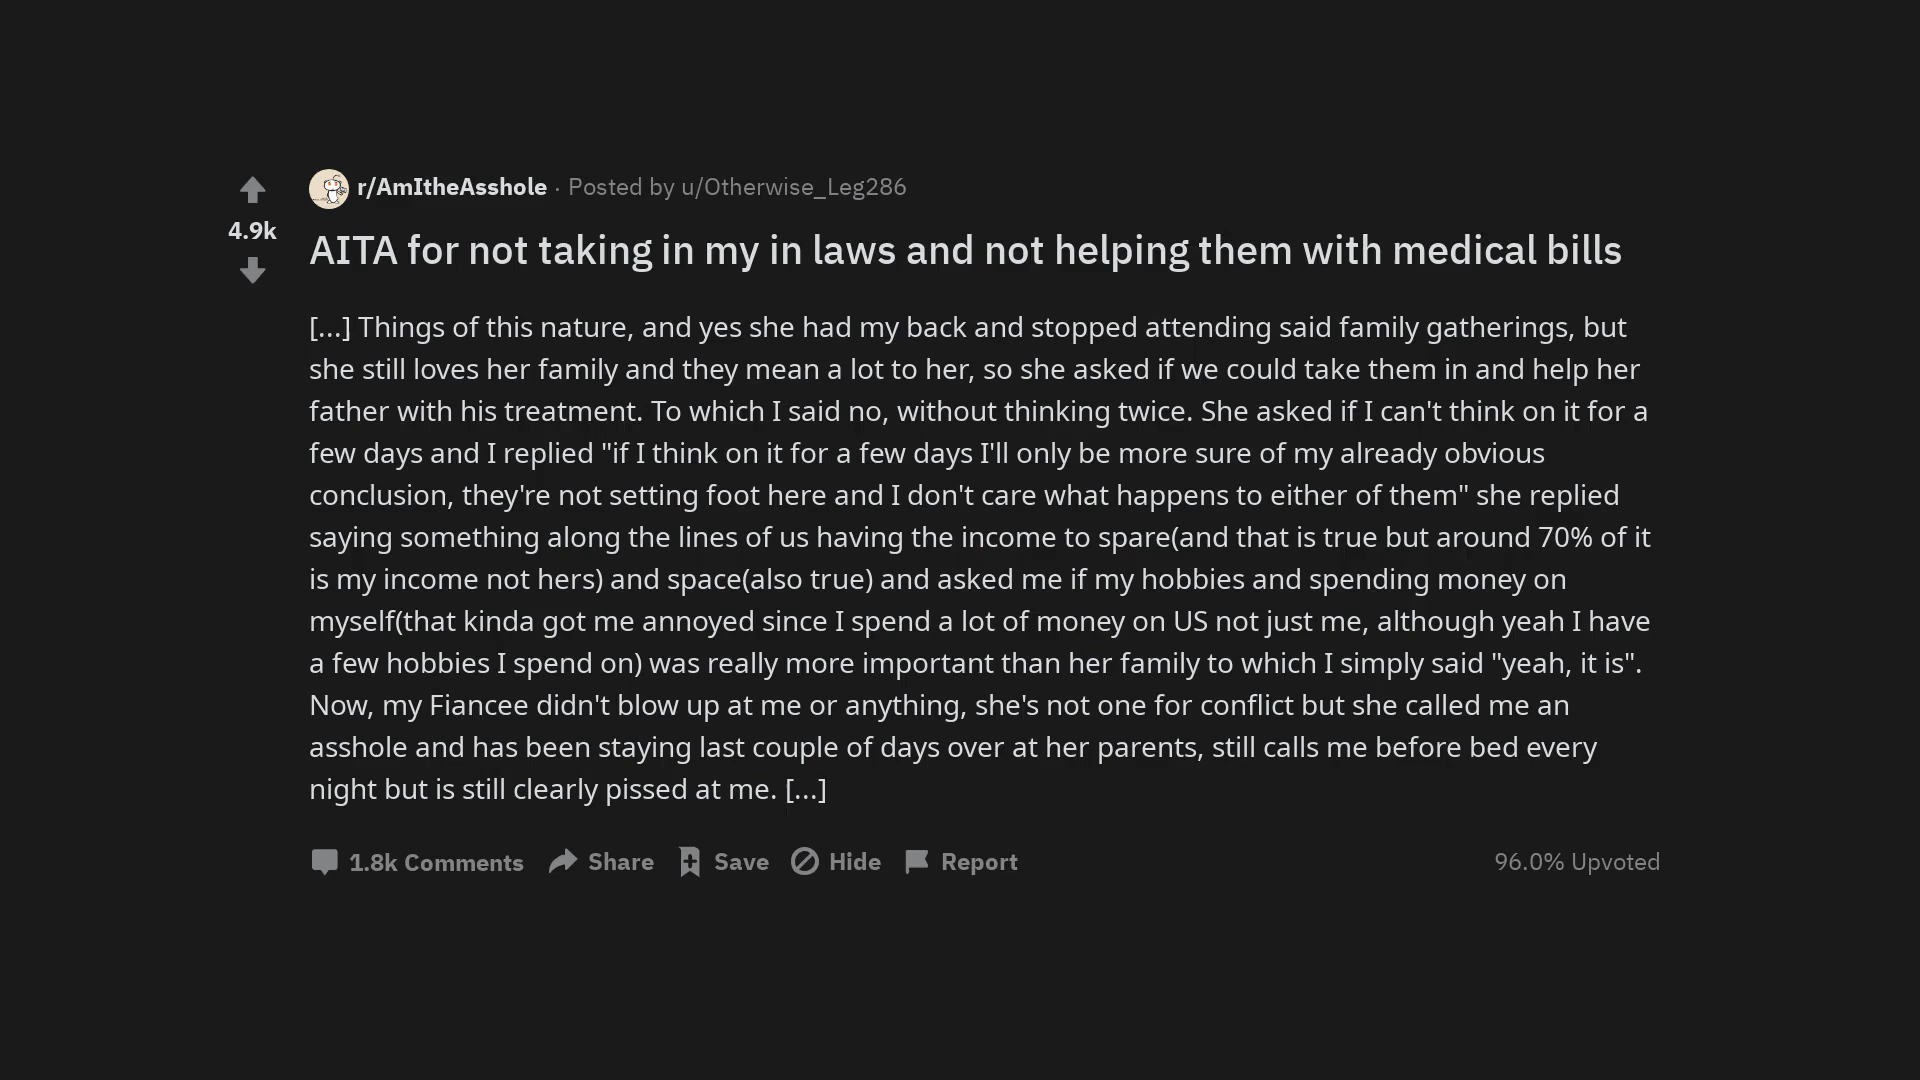 r/AmItheAsshole · Posted by u/Otherwise_Leg286
4.9k
AITA for not taking in my in laws and not helping them with medical bills
[...] Things of this nature, and yes she had my back and stopped attending said family gatherings, but
she still loves her family and they mean a lot to her, so she asked if we could take them in and help her
father with his treatment. To which I said no, without thinking twice. She asked if I can't think on it for a
few days and I replied "if I think on it for a few days I'll only be more sure of my already obvious
conclusion, they're not setting foot here and I don't care what happens to either of them" she replied
saying something along the lines of us having the income to spare(and that is true but around 70% of it
is my income not hers) and space(also true) and asked me if my hobbies and spending money on
myself(that kinda got me annoyed since I spend a lot of money on US not just me, although yeah I have
a few hobbies I spend on) was really more important than her family to which I simply said "yeah, it is".
Now, my Fiancee didn't blow up at me or anything, she's not one for conflict but she called me an
asshole and has been staying last couple of days over at her parents, still calls me before bed every
night but is still clearly pissed at me. [...]
1.8k Comments Share Save Hide Report 96.0% Upvoted